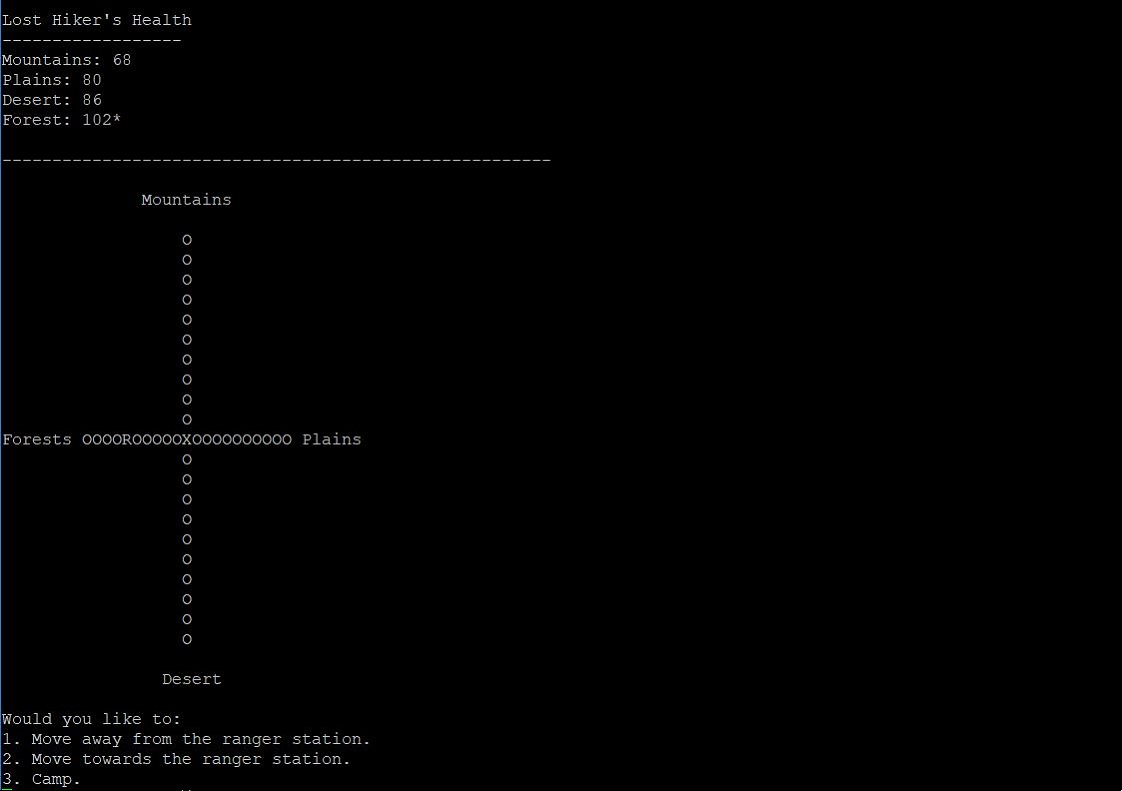 Lost Hiker's Health
------------------
Mountains: 68
Plains: 80
Desert: 86
Forest: 102*
-------------------------------------------------------
Mountains
O
O
O
O
O
O
O
O
O
O
Forests OOOOROOOOOXOOOOOOOOOO Plains
O
O
O
O
O
O
O
O
O
O
Desert
Would you like to:
1. Move away from the ranger station.
2. Move towards the ranger station.
3. Camp.